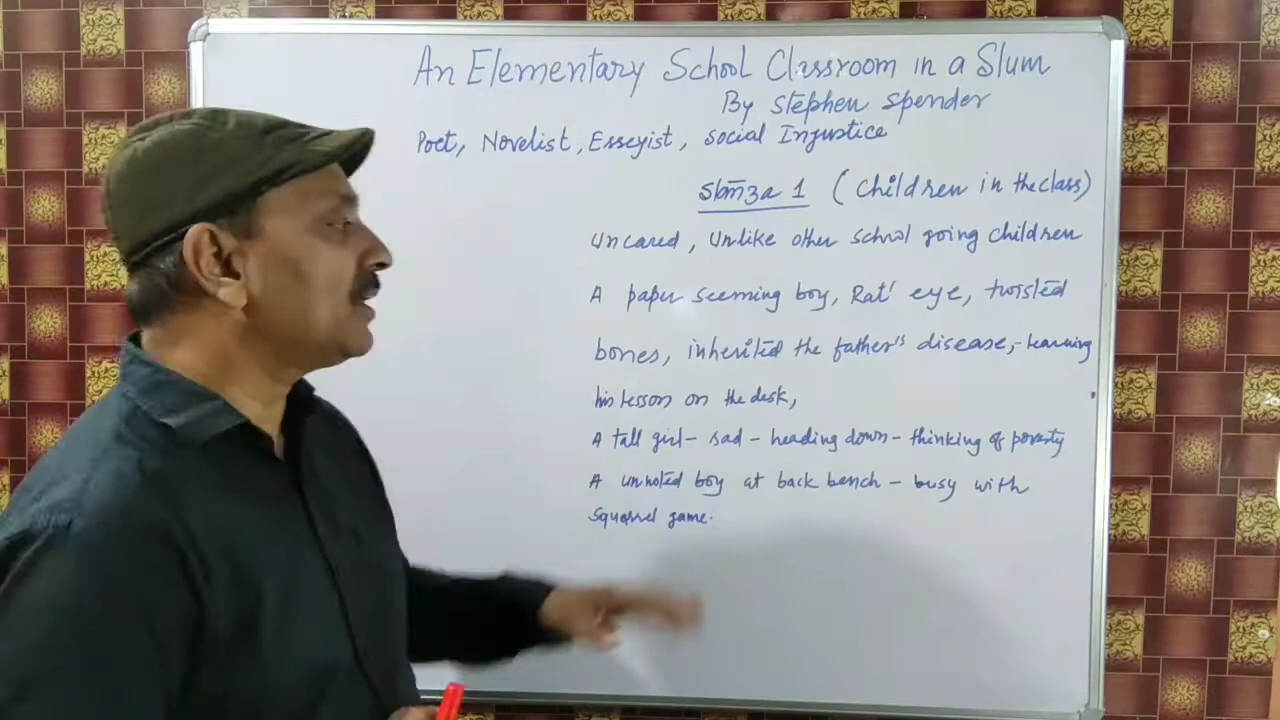 An Elementary School Classroom in a Slum
By Stephen Spender
Poet, Novelist, Esseyist, Social Injustice
Stanza 1 (Children in the class)
Uncared, Unlike other school going children
A paper seeming boy, Rat' eye, twisted
bones, inherited the father's disease, - learning
his lesson on the desk,
A tall girl - sad - heading down - thinking of poverty
A unnoted boy at back bench - busy with
Squarrel game.